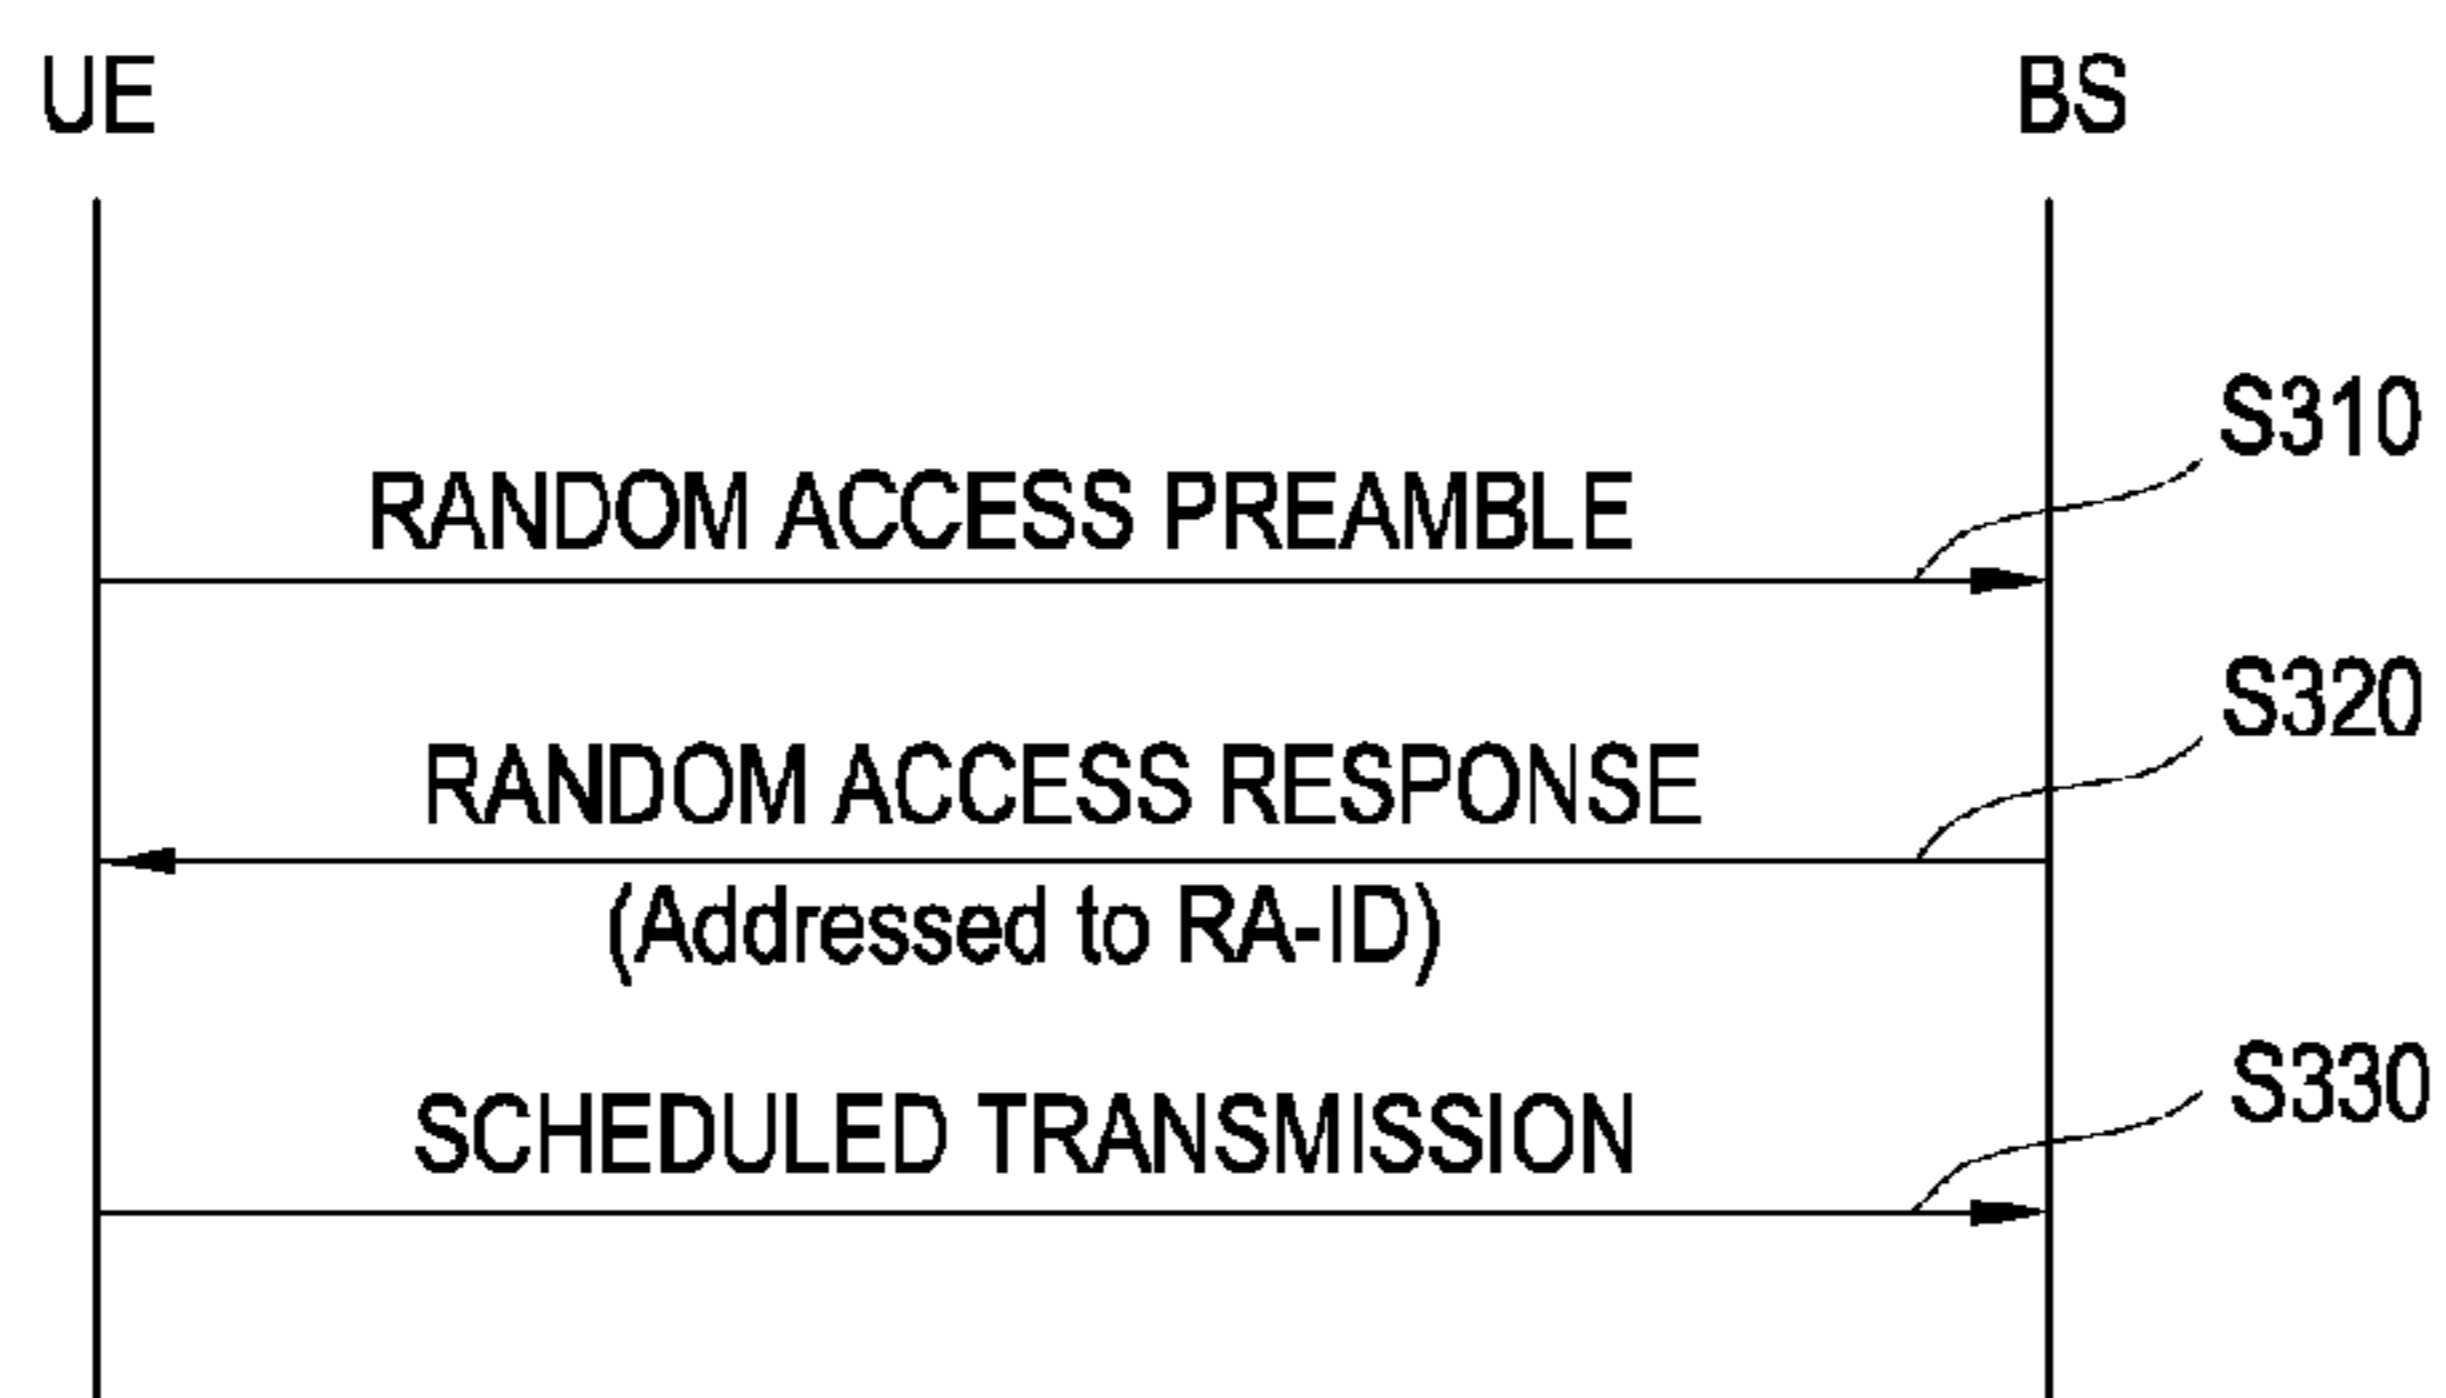 UE BS
S310
RANDOM ACCESS PREAMBLE
S320
RANDOM ACCESS RESPONSE
(Addressed to RA-ID)
S330
SCHEDULED TRANSMISSION